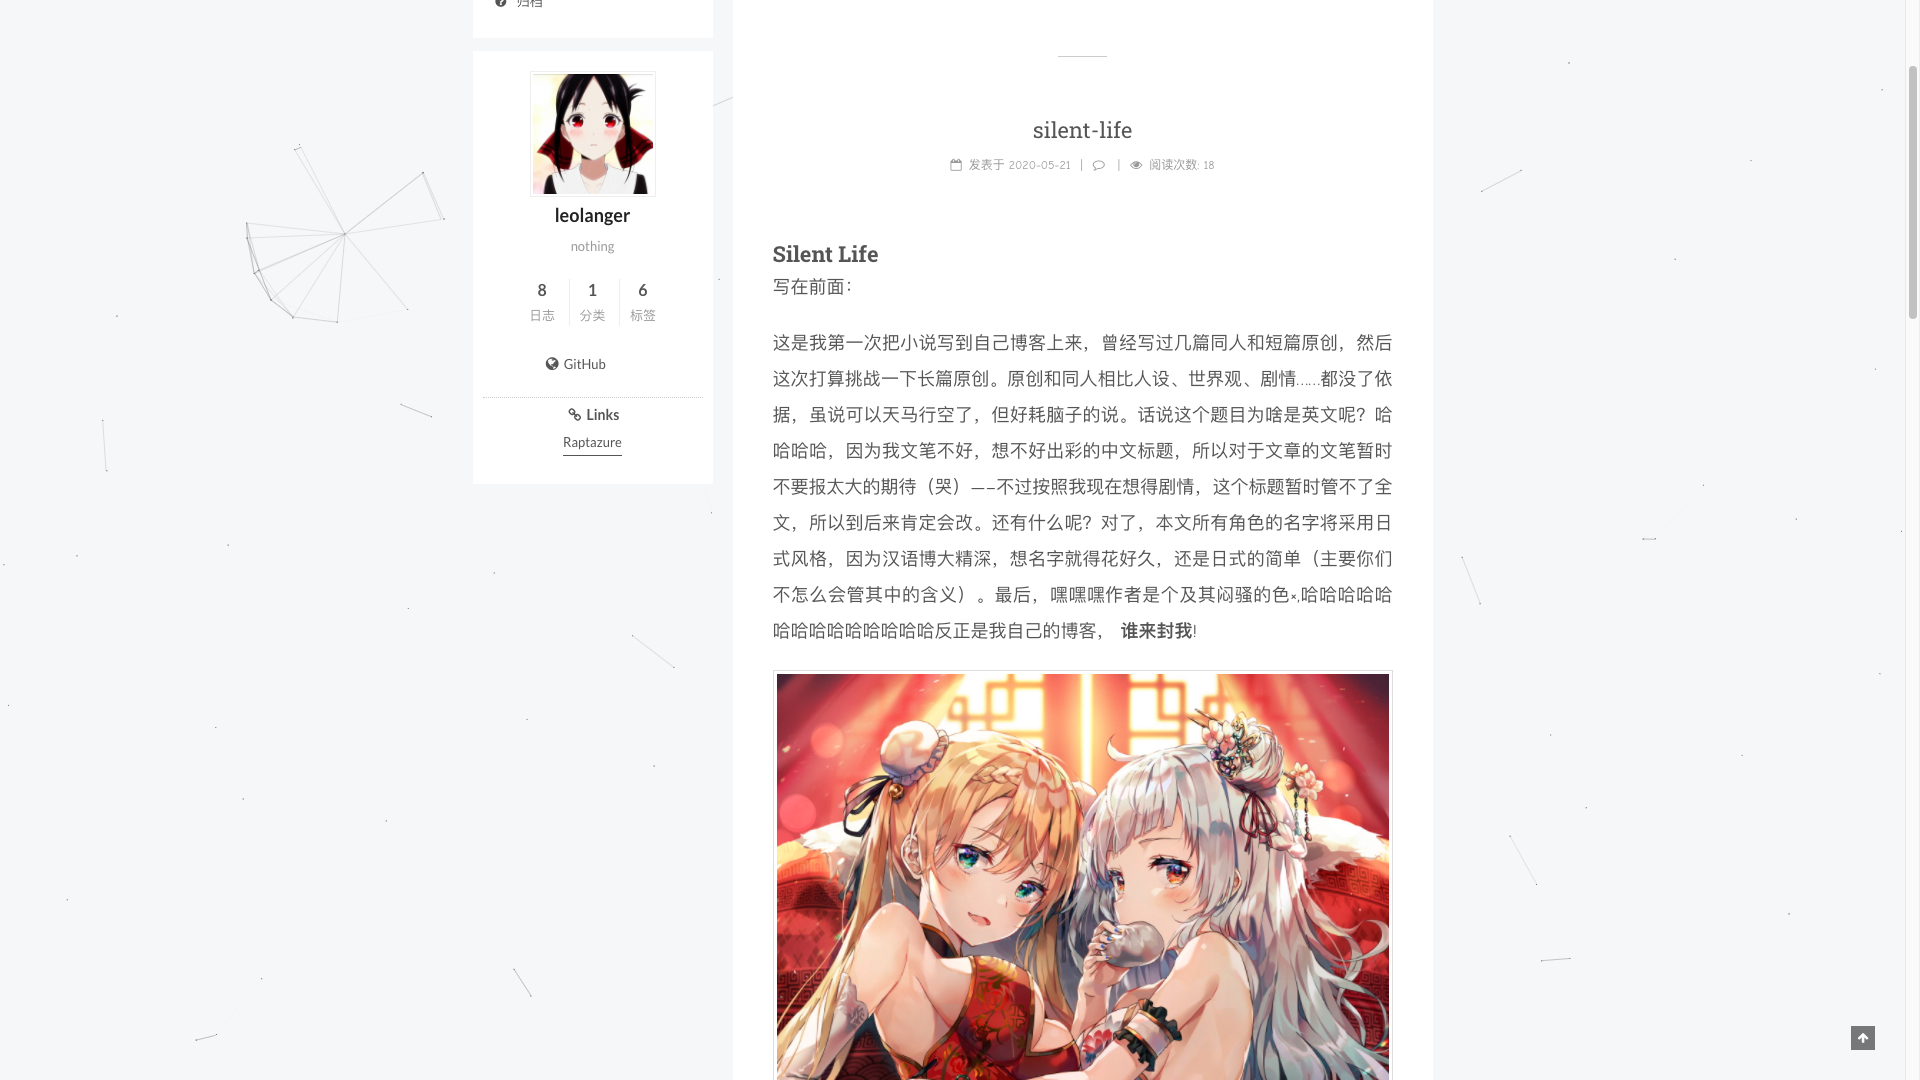 归档
leolanger
nothing
8
日志
1
分类
6
标签
GitHub
Links
Raptazure
silent-life
发表于 2020-05-21 | | 阅读次数: 18
Silent Life
写在前面：
这是我第一次把小说写到自己博客上来，曾经写过几篇同人和短篇原创，然后
这次打算挑战一下长篇原创。原创和同人相比人设、世界观、剧情……都没了依
据，虽说可以天马行空了，但好耗脑子的说。话说这个题目为啥是英文呢？哈
哈哈哈，因为我文笔不好，想不好出彩的中文标题，所以对于文章的文笔暂时
不要报太大的期待（哭）——不过按照我现在想得剧情，这个标题暂时管不了全
文，所以到后来肯定会改。还有什么呢？对了，本文所有角色的名字将采用日
式风格，因为汉语博大精深，想名字就得花好久，还是日式的简单（主要你们
不怎么会管其中的含义）。最后，嘿嘿嘿作者是个及其闷骚的色×,哈哈哈哈哈
哈哈哈哈哈哈哈哈哈反正是我自己的博客， 谁来封我!